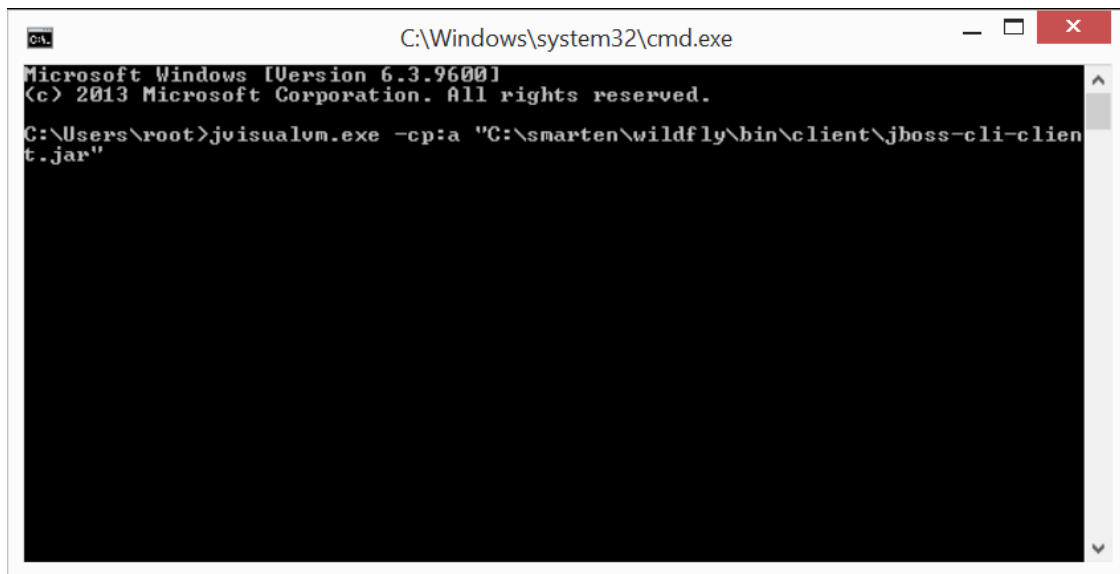 C:\Windows\system32\cmd.exe
Microsoft Windows [Version 6.3.9600]
(c) 2013 Microsoft Corporation. All rights reserved.
C:\Users\root>jvisualvm.exe -cp:a "C:\smarten\wildfly\bin\client\jboss-cli-clien
t.jar"